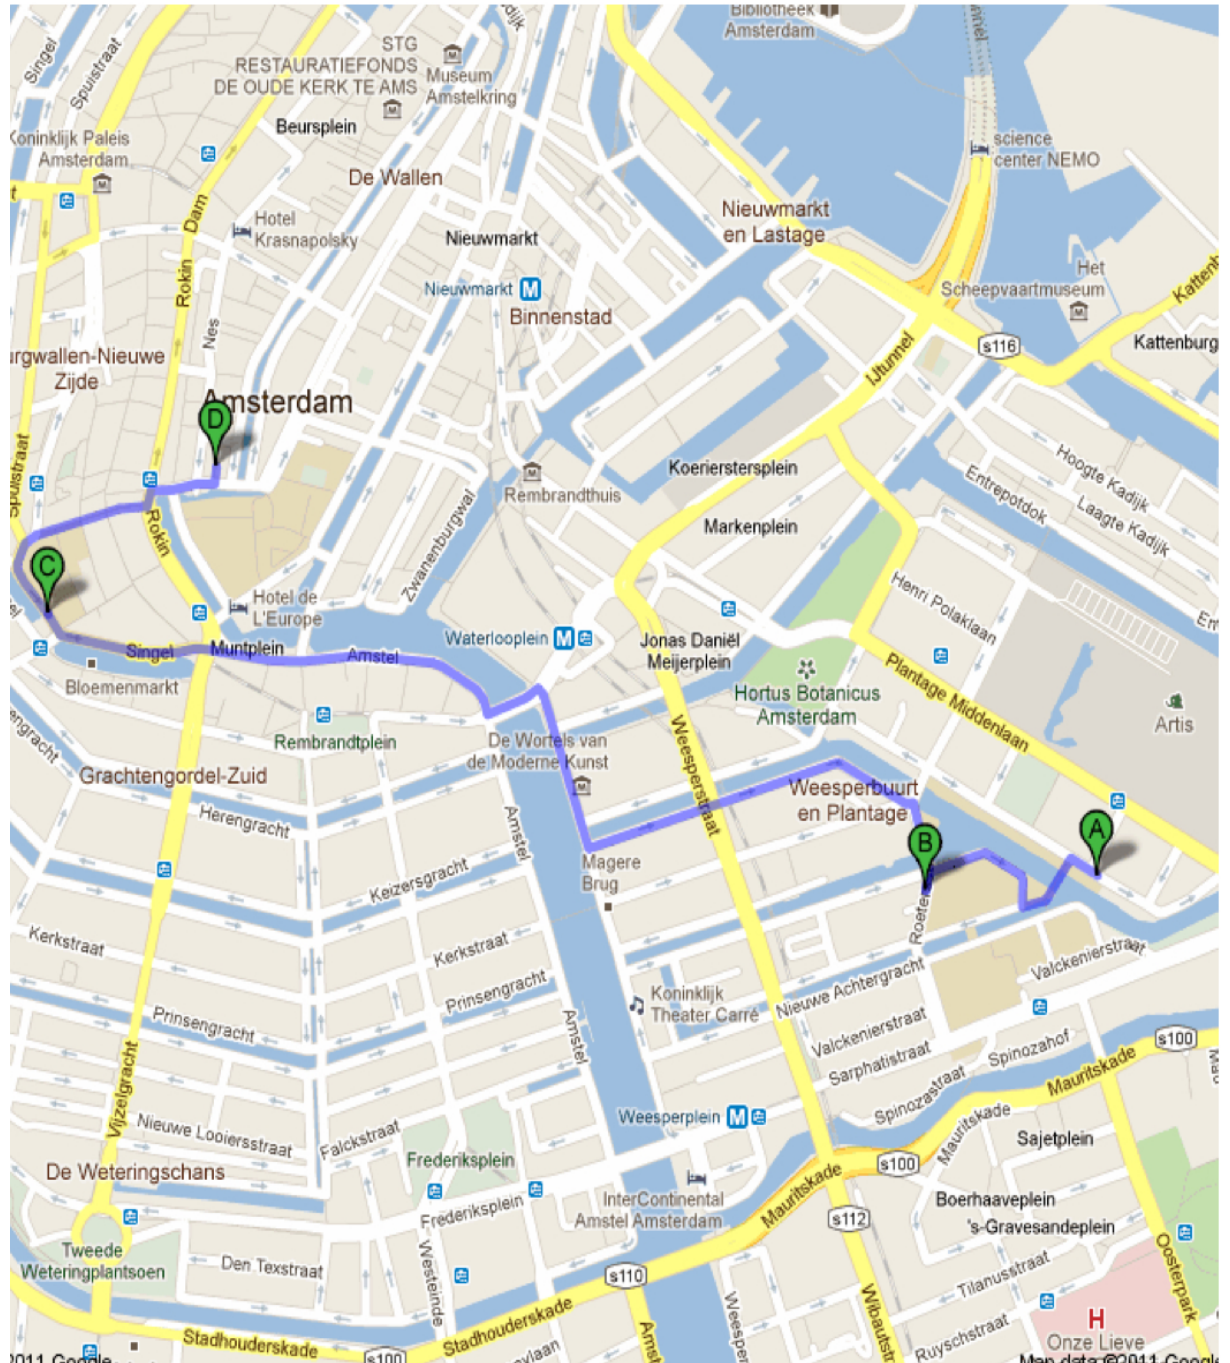 Bibliotheek
Amsterdam
STG
RESTAURATIEFONDS
DE OUDE KERK TE AMS
Museum
Amstelkring
Singel
Spuistraat
Beursplein
Koninklijk Paleis
Amsterdam
science
center NEMO
De Wallen
Dam
Hotel
Krasnapolsky
Nieuwmarkt
Nieuwmarkt
en Lastage
Rokin
Nieuwmarkt
M
Binnenstad
Het
Scheepvaartmuseum
Nes
s116
Kattenburg
IJtunnel
Zijde
Amsterdam
D
Spuistraat
Koerierstersplein
Rembrandthuis
Hoogte Kadijk
Entrepotdok
Laagte Kadijk
Rokin
Markenplein
Zwanenburgwal
C
Henri Polaklaan
Hotel de
L'Europe
Waterlooplein
M
Jonas Daniël
Meijerplein
Singel
Muntplein
Amstel
Bloemenmarkt
Hortus Botanicus
Amsterdam
Plantage Middenlaan
Artis
Rembrandtplein
De Wortels van
de Moderne Kunst
Weesperstraat
Grachtengordel-Zuid
Weesperbuurt
en Plantage
Herengracht
Amstel
A
B
Keizersgracht
Magere
Brug
Kerkstraat
Kerkstraat
Roeter
Valckenierstraat
Prinsengracht
Prinsengracht
Koninklijk
Theater Carré
Nieuwe Achtergracht
Amstel
Valckenierstraat
Sarphatistraat
Spinozahof
s100
Mauritskade
Vijzelgracht
Nieuwe Looiersstraat
Falckstraat
Weesperplein
M
Spinozastraat
Mauritskade
Sajetplein
De Weteringschans
Frederiksplein
s100
InterContinental
Amstel Amsterdam
Frederiksplein
Mauritskade
s112
Boerhaaveplein
's-Gravesandeplein
Tweede
Weteringplantsoen
Den Texstraat
Westeinde
s110
Tilanusstraat
Oosterpark
H
Onze Lieve
Stadhouderskade
Stadhouderskade
s100
Ruyschstraat
2011 Google
Map data ©2011 Google